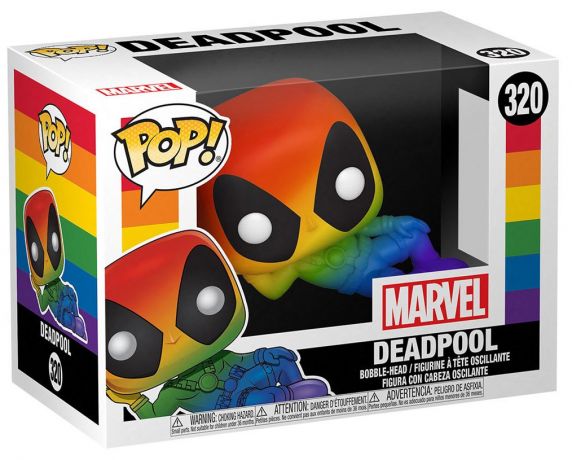 POP!
DEADPOOL
320
MARVEL
POP!
DEADPOOL
320
MARVEL
DEADPOOL
BOBBLE-HEAD / FIGURINE À TÊTE OSCILLANTE
FIGURA CON CABEZA OSCILANTE
WARNING: CHOKING HAZARD
ATTENTION: DANGER D'ÉTOUFFEMENT.
ADVERTENCIA: PELIGRO DE ASFIXIA.